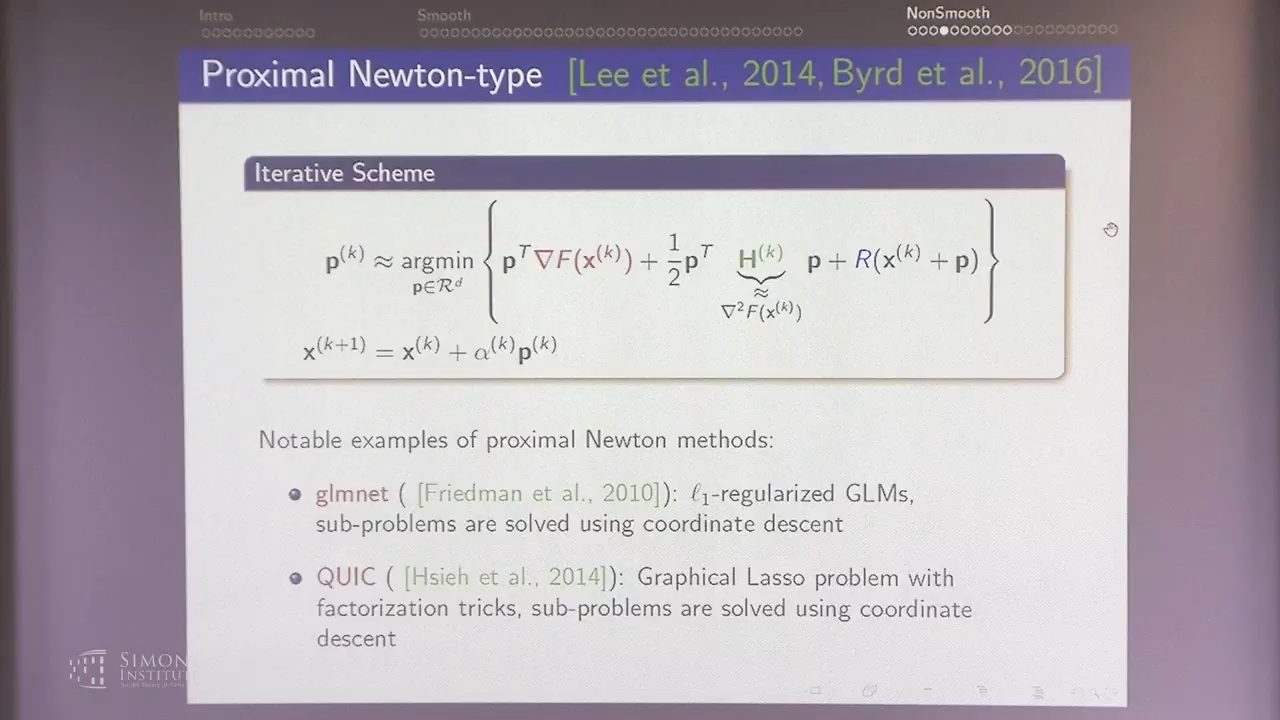 Intro Smooth NonSmooth
Proximal Newton-type [Lee et al., 2014, Byrd et al., 2016]
Iterative Scheme
p^(k) ≈ argmin_{p∈R^d} { p^T ∇F(x^(k)) + 1/2 p^T H^(k) p + R(x^(k) + p) }
≈
∇²F(x^(k))
x^(k+1) = x^(k) + α^(k) p^(k)
Notable examples of proximal Newton methods:
glmnet ( [Friedman et al., 2010]): ℓ₁-regularized GLMs,
sub-problems are solved using coordinate descent
QUIC ( [Hsieh et al., 2014]): Graphical Lasso problem with
factorization tricks, sub-problems are solved using coordinate
descent
SIMON
INSTITU